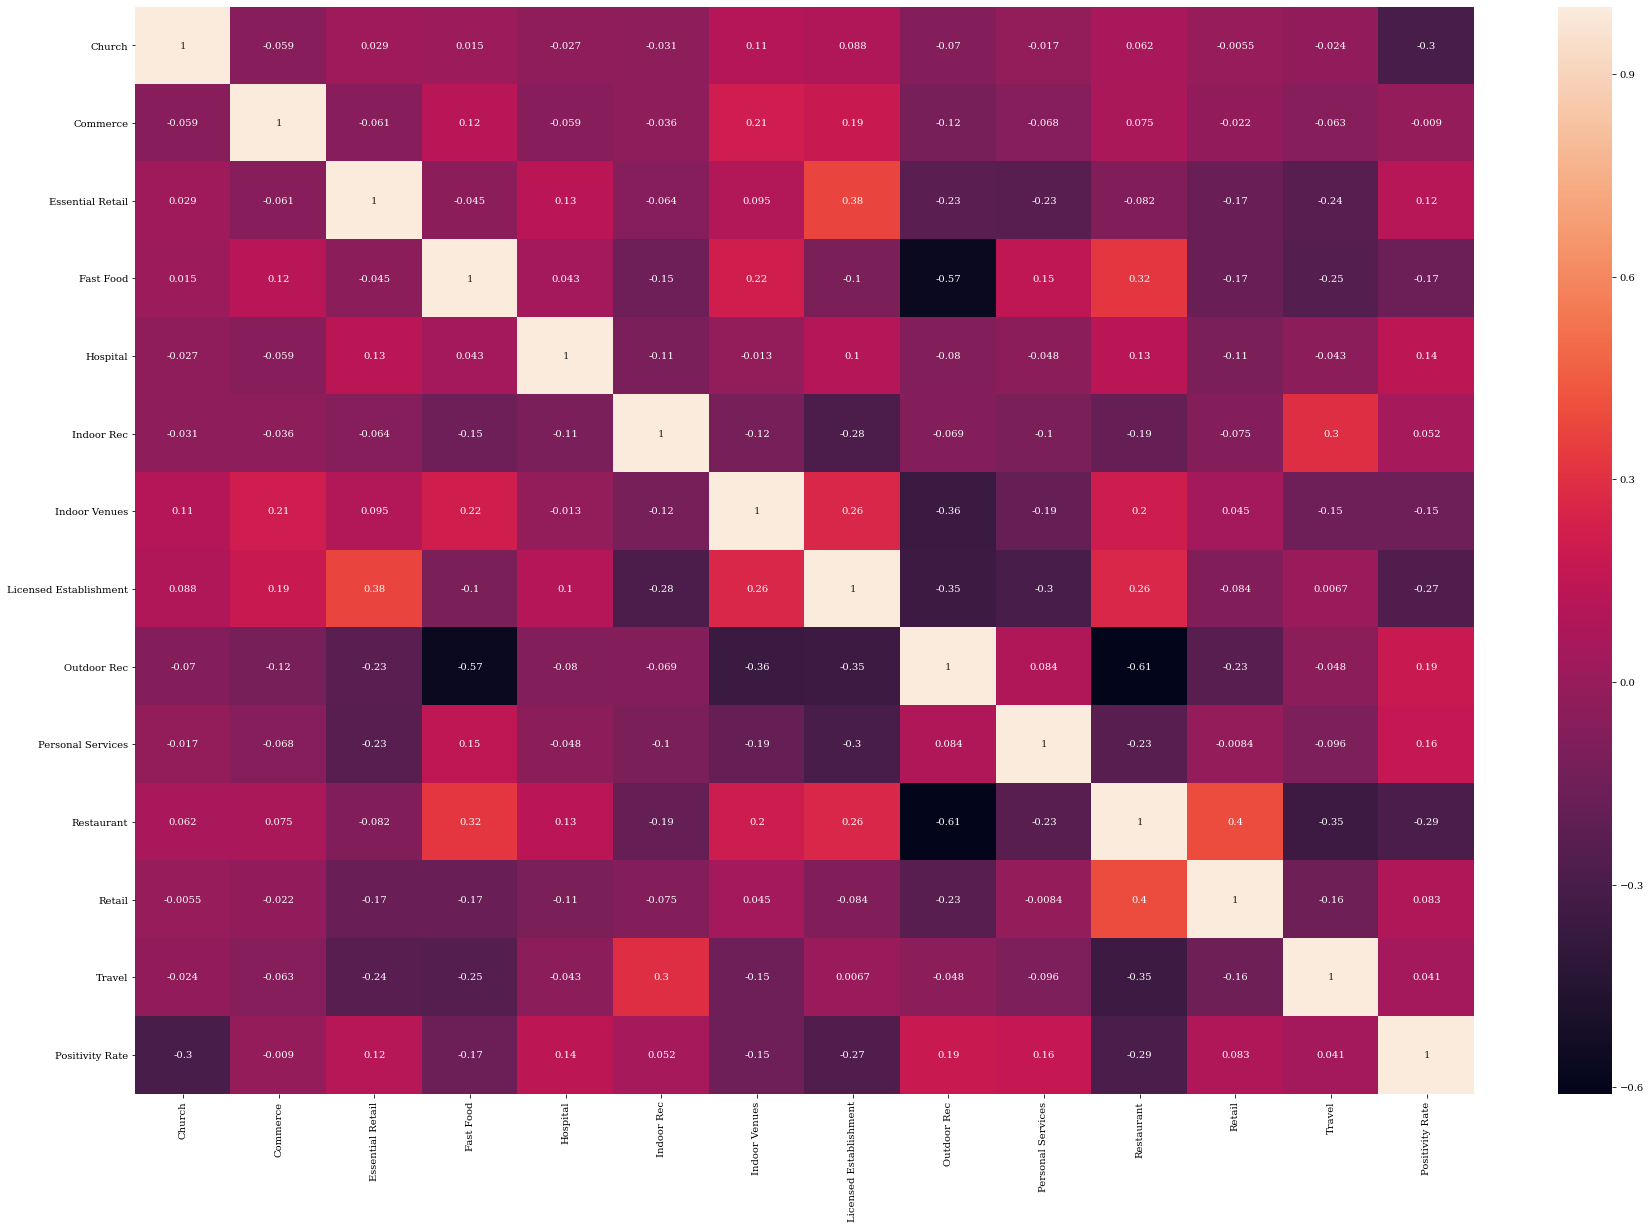 Church 1 -0.059 0.029 0.015 -0.027 -0.031 0.11 0.088 -0.07 -0.017 0.062 -0.0055 -0.024 -0.3
0.9
Commerce -0.059 1 -0.061 0.12 -0.059 -0.036 0.21 0.19 -0.12 -0.068 0.075 -0.022 -0.063 -0.009
Essential Retail 0.029 -0.061 1 -0.045 0.13 -0.064 0.095 0.38 -0.23 -0.23 -0.082 -0.17 -0.24 0.12
Fast Food 0.015 0.12 -0.045 1 0.043 -0.15 0.22 -0.1 -0.57 0.15 0.32 -0.17 -0.25 -0.17 0.6
Hospital -0.027 -0.059 0.13 0.043 1 -0.11 -0.013 0.1 -0.08 -0.048 0.13 -0.11 -0.043 0.14
Indoor Rec -0.031 -0.036 -0.064 -0.15 -0.11 1 -0.12 -0.28 -0.069 -0.1 -0.19 -0.075 0.3 0.052
0.3
Indoor Venues 0.11 0.21 0.095 0.22 -0.013 -0.12 1 0.26 -0.36 -0.19 0.2 0.045 -0.15 -0.15
Licensed Establishment 0.088 0.19 0.38 -0.1 0.1 -0.28 0.26 1 -0.35 -0.3 0.26 -0.084 0.0067 -0.27
Outdoor Rec -0.07 -0.12 -0.23 -0.57 -0.08 -0.069 -0.36 -0.35 1 0.084 -0.61 -0.23 -0.048 0.19
0.0
Personal Services -0.017 -0.068 -0.23 0.15 -0.048 -0.1 -0.19 -0.3 0.084 1 -0.23 -0.0084 -0.096 0.16
Restaurant 0.062 0.075 -0.082 0.32 0.13 -0.19 0.2 0.26 -0.61 -0.23 1 0.4 -0.35 -0.29
−0.3
Retail -0.0055 -0.022 -0.17 -0.17 -0.11 -0.075 0.045 -0.084 -0.23 -0.0084 0.4 1 -0.16 0.083
Travel -0.024 -0.063 -0.24 -0.25 -0.043 0.3 -0.15 0.0067 -0.048 -0.096 -0.35 -0.16 1 0.041
Positivity Rate -0.3 -0.009 0.12 -0.17 0.14 0.052 -0.15 -0.27 0.19 0.16 -0.29 0.083 0.041 1
−0.6
Church
Commerce
Essential Retail
Fast Food
Hospital
Indoor Rec
Indoor Venues
Licensed Establishment
Outdoor Rec
Personal Services
Restaurant
Retail
Travel
Positivity Rate